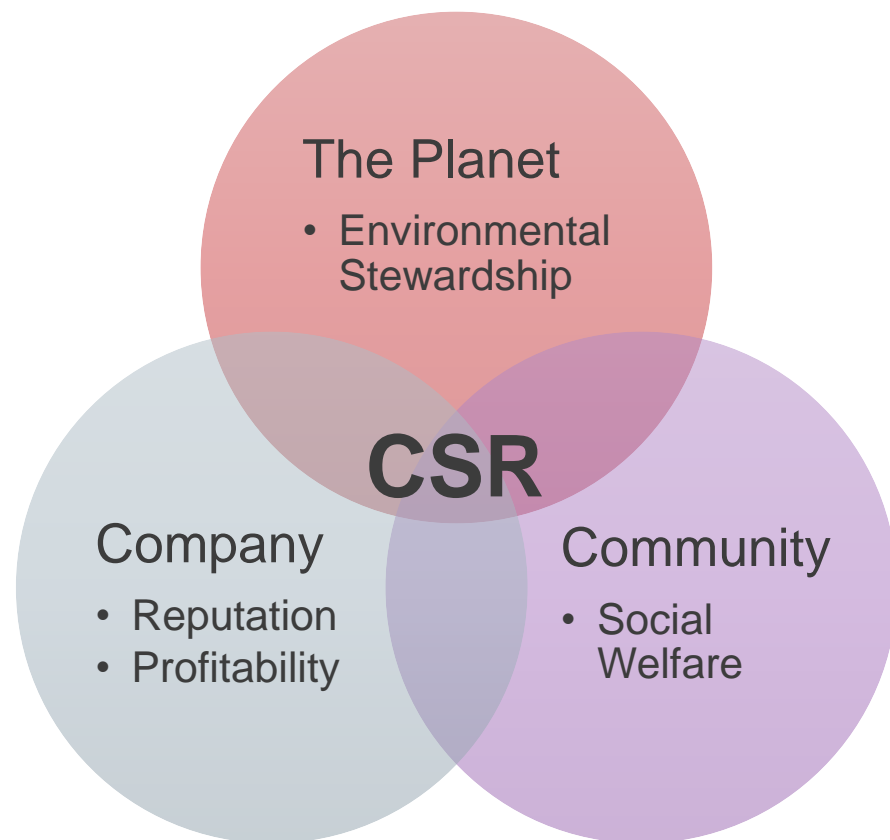 The Planet
• Environmental
Stewardship
CSR
Company
• Reputation
• Profitability
Community
• Social
Welfare